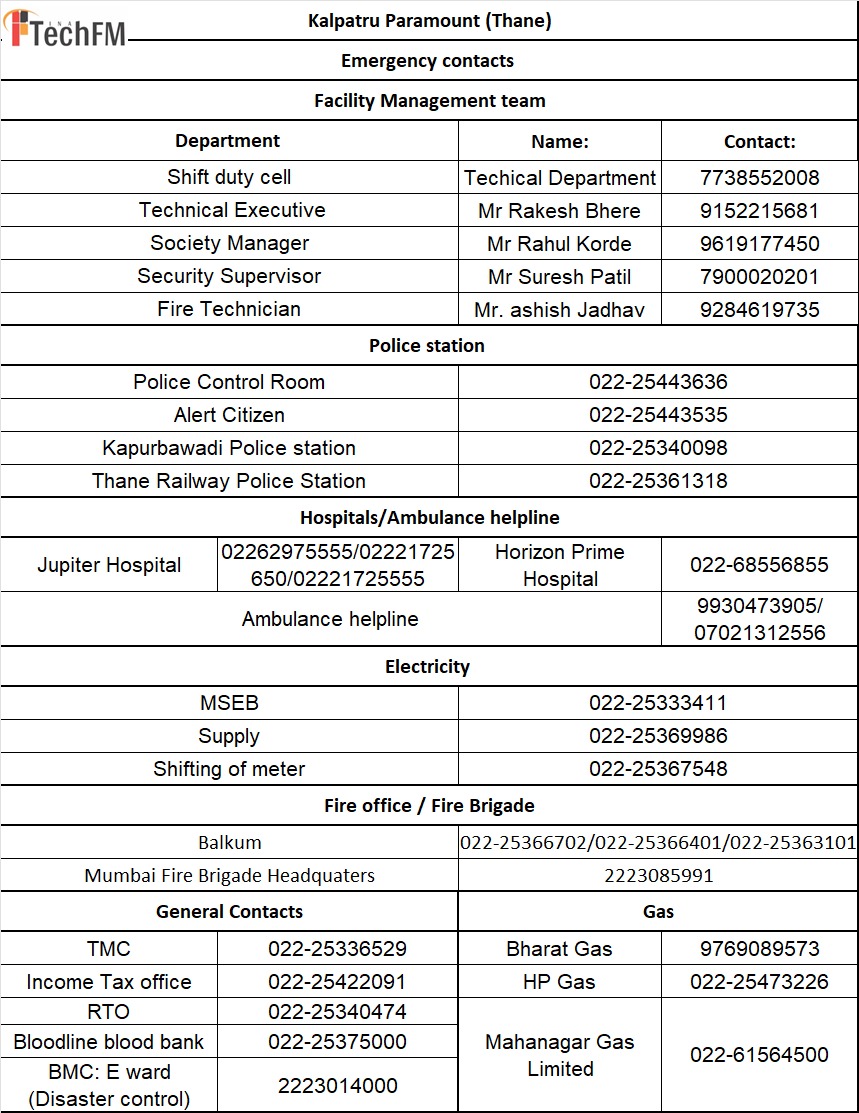 INA
TechFM
Kalpatru Paramount (Thane)
Emergency contacts
Facility Management team
Department Name: Contact:
Shift duty cell Techical Department 7738552008
Technical Executive Mr Rakesh Bhere 9152215681
Society Manager Mr Rahul Korde 9619177450
Security Supervisor Mr Suresh Patil 7900020201
Fire Technician Mr. ashish Jadhav 9284619735
Police station
Police Control Room 022-25443636
Alert Citizen 022-25443535
Kapurbawadi Police station 022-25340098
Thane Railway Police Station 022-25361318
Hospitals/Ambulance helpline
Jupiter Hospital 02262975555/02221725
650/02221725555
Horizon Prime
Hospital
022-68556855
Ambulance helpline 9930473905/
07021312556
Electricity
MSEB 022-25333411
Supply 022-25369986
Shifting of meter 022-25367548
Fire office / Fire Brigade
Balkum 022-25366702/022-25366401/022-25363101
Mumbai Fire Brigade Headquaters 2223085991
General Contacts Gas
TMC 022-25336529 Bharat Gas 9769089573
Income Tax office 022-25422091 HP Gas 022-25473226
RTO 022-25340474
Bloodline blood bank 022-25375000
Mahanagar Gas
Limited
022-61564500
BMC: E ward
(Disaster control)
2223014000